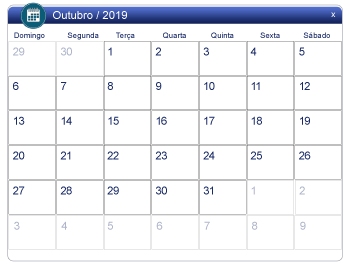 Outubro / 2019 x
Domingo Segunda Terça Quarta Quinta Sexta Sábado
29 30 1 2 3 4 5
6 7 8 9 10 11 12
13 14 15 16 17 18 19
20 21 22 23 24 25 26
27 28 29 30 31 1 2
3 4 5 6 7 8 9